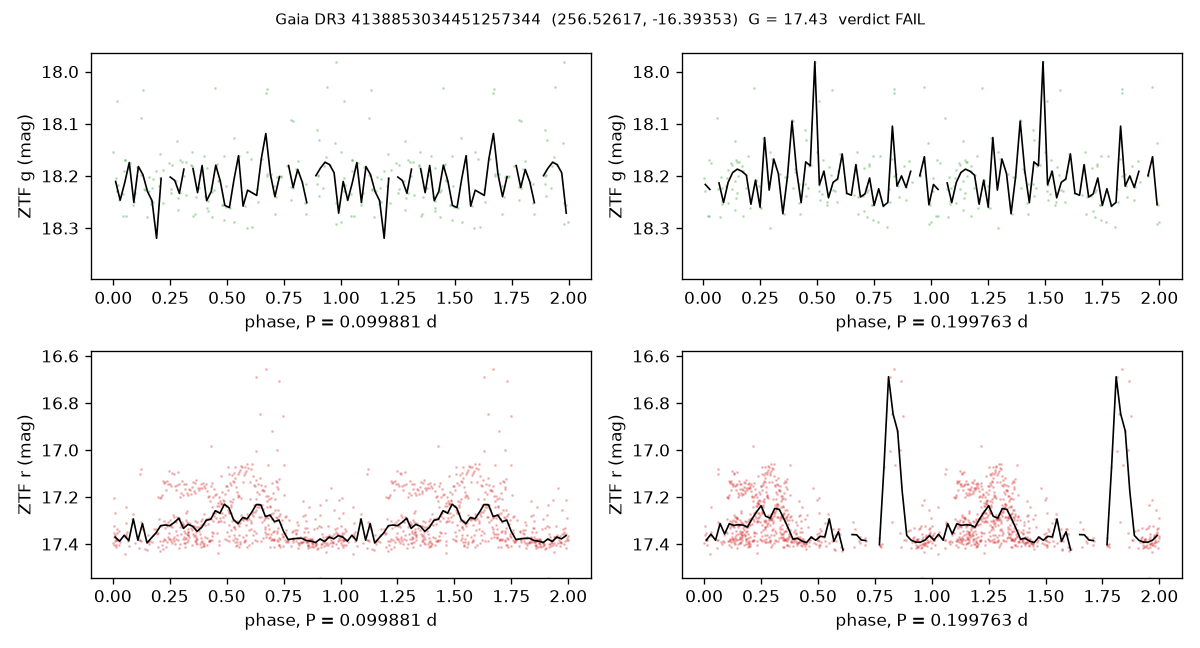 Gaia DR3 4138853034451257344 (256.52617, -16.39353) G = 17.43 verdict FAIL
ZTF g (mag)
18.0
18.1
18.2
18.3
0.00 0.25 0.50 0.75 1.00 1.25 1.50 1.75 2.00
phase, P = 0.099881 d
ZTF g (mag)
18.0
18.1
18.2
18.3
0.00 0.25 0.50 0.75 1.00 1.25 1.50 1.75 2.00
phase, P = 0.199763 d
ZTF r (mag)
16.6
16.8
17.0
17.2
17.4
0.00 0.25 0.50 0.75 1.00 1.25 1.50 1.75 2.00
phase, P = 0.099881 d
ZTF r (mag)
16.6
16.8
17.0
17.2
17.4
0.00 0.25 0.50 0.75 1.00 1.25 1.50 1.75 2.00
phase, P = 0.199763 d